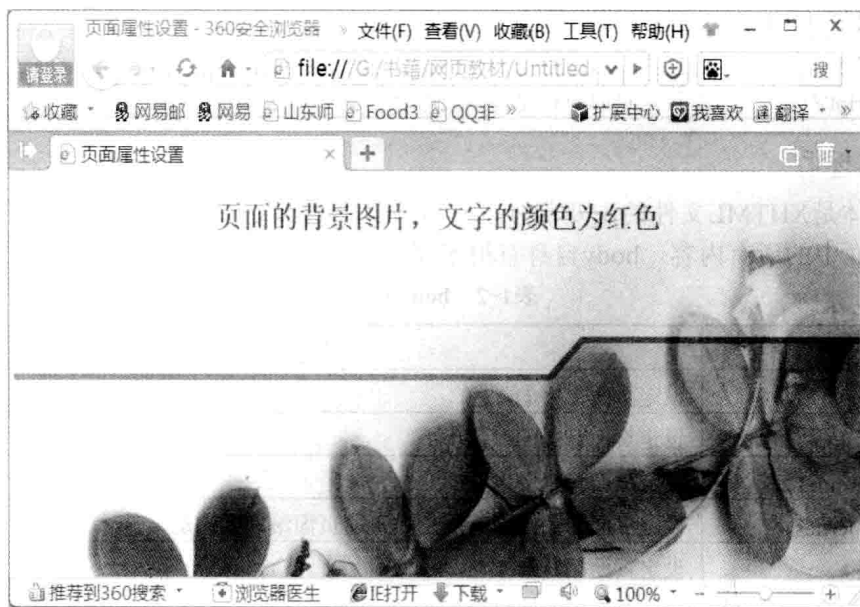 页面属性设置 - 360安全浏览器 » 文件(F) 查看(V) 收藏(B) 工具(T) 帮助(H)
请登录 file:///G:/书籍/网页教材/Untitled 搜
收藏 网易邮 网易 山东师 Food3 QQ非 » 扩展中心 我喜欢 翻译 »
页面属性设置
页面的背景图片，文字的颜色为红色
推荐到360搜索 浏览器医生 IE打开 下载 100%